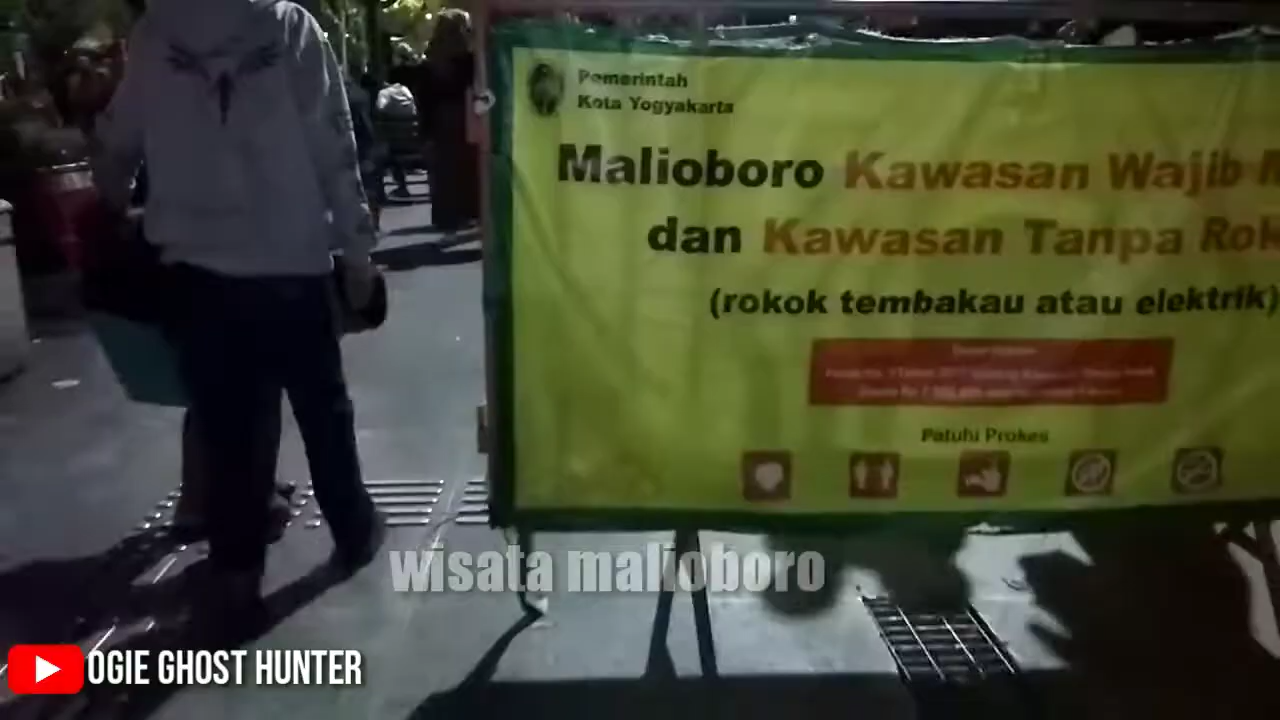 Pemerintah
Kota Yogyakarta
Malioboro Kawasan Wajib
dan Kawasan Tanpa Rok
(rokok tembakau atau elektrik)
Patuhi Prokes
wisata malioboro
OGIE GHOST HUNTER